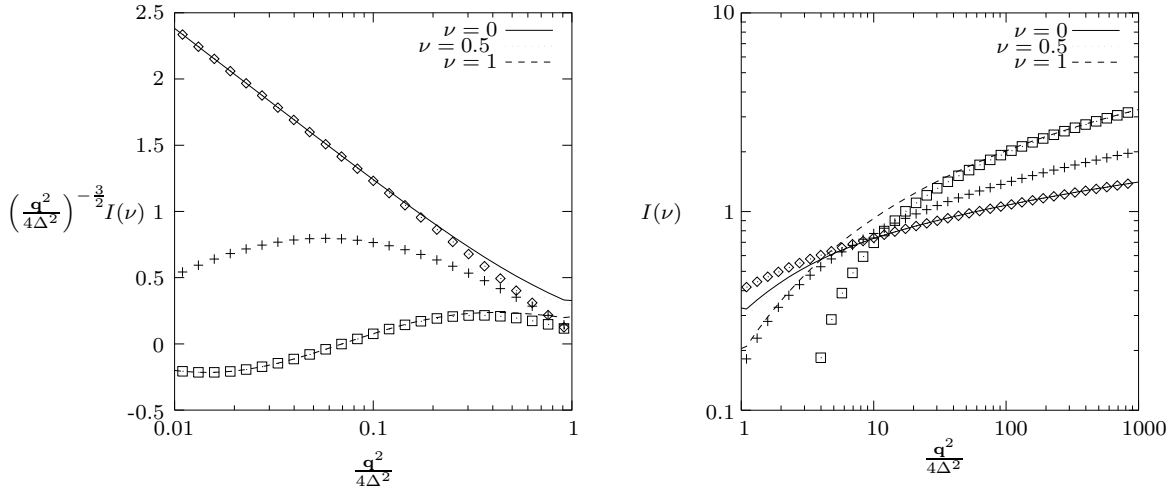 2.5
2
1.5
1
0.5
0
-0.5
(q²/4Δ²)^{-3/2} I(ν)
ν = 0
ν = 0.5
ν = 1
0.01 0.1 1
q²/4Δ²
10
1
0.1
I(ν)
ν = 0
ν = 0.5
ν = 1
1 10 100 1000
q²/4Δ²